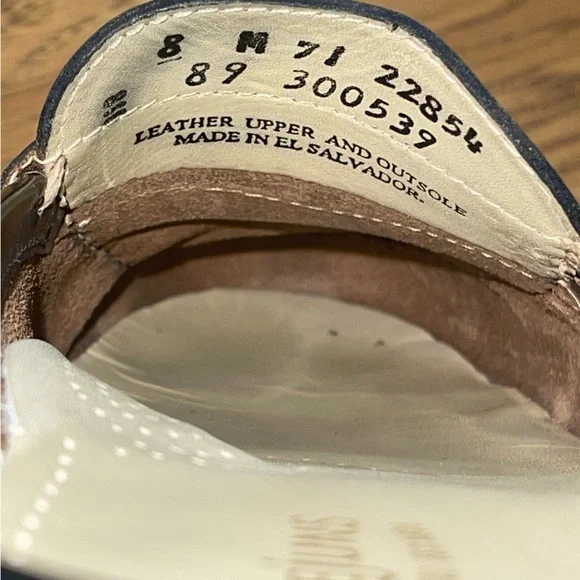 8 M 71 22854
89 300539
LEATHER UPPER AND OUTSOLE
MADE IN EL SALVADOR.